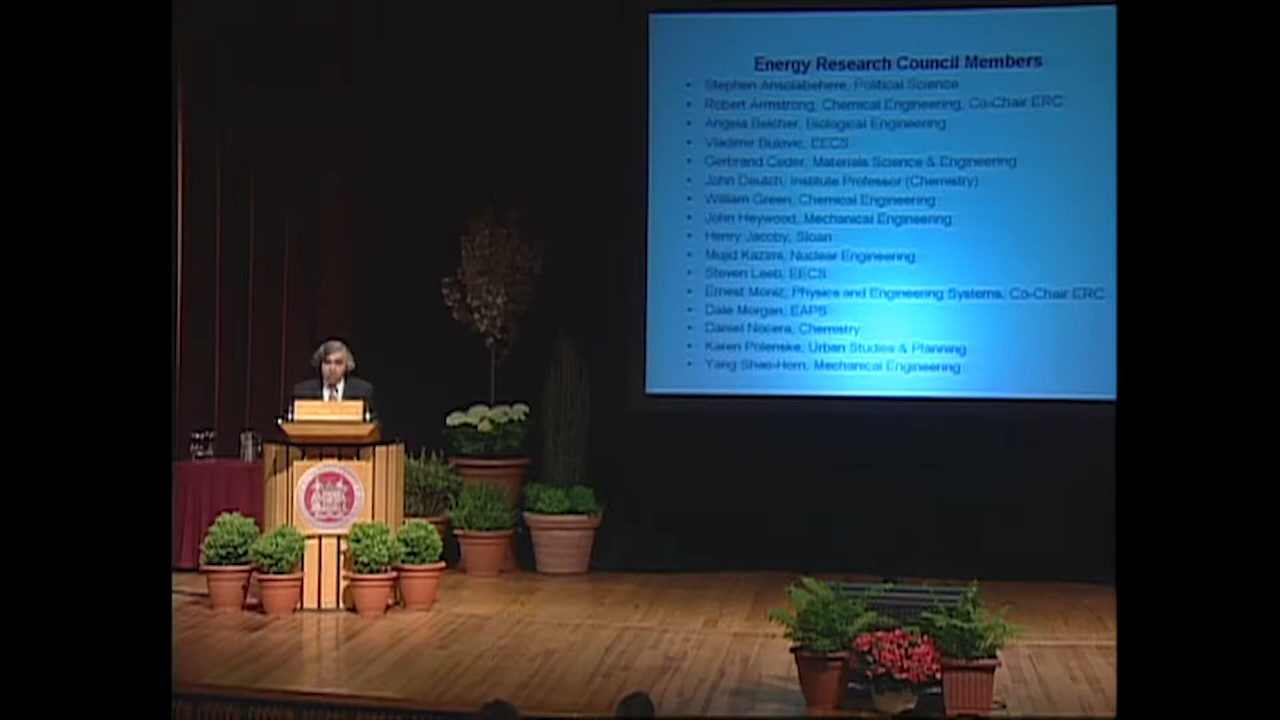 Energy Research Council Members
• Stephen Ansolabehere, Political Science
• Robert Armstrong, Chemical Engineering, Co-Chair ERC
• Angela Belcher, Biological Engineering
• Vladimir Bulovic, EECS
• Gerbrand Ceder, Materials Science & Engineering
• John Deutch, Institute Professor (Chemistry)
• William Green, Chemical Engineering
• John Heywood, Mechanical Engineering
• Henry Jacoby, Sloan
• Mujid Kazimi, Nuclear Engineering
• Steven Leeb, EECS
• Ernest Moniz, Physics and Engineering Systems, Co-Chair ERC
• Dale Morgan, EAPS
• Daniel Nocera, Chemistry
• Karen Polenske, Urban Studies & Planning
• Yang Shao-Horn, Mechanical Engineering